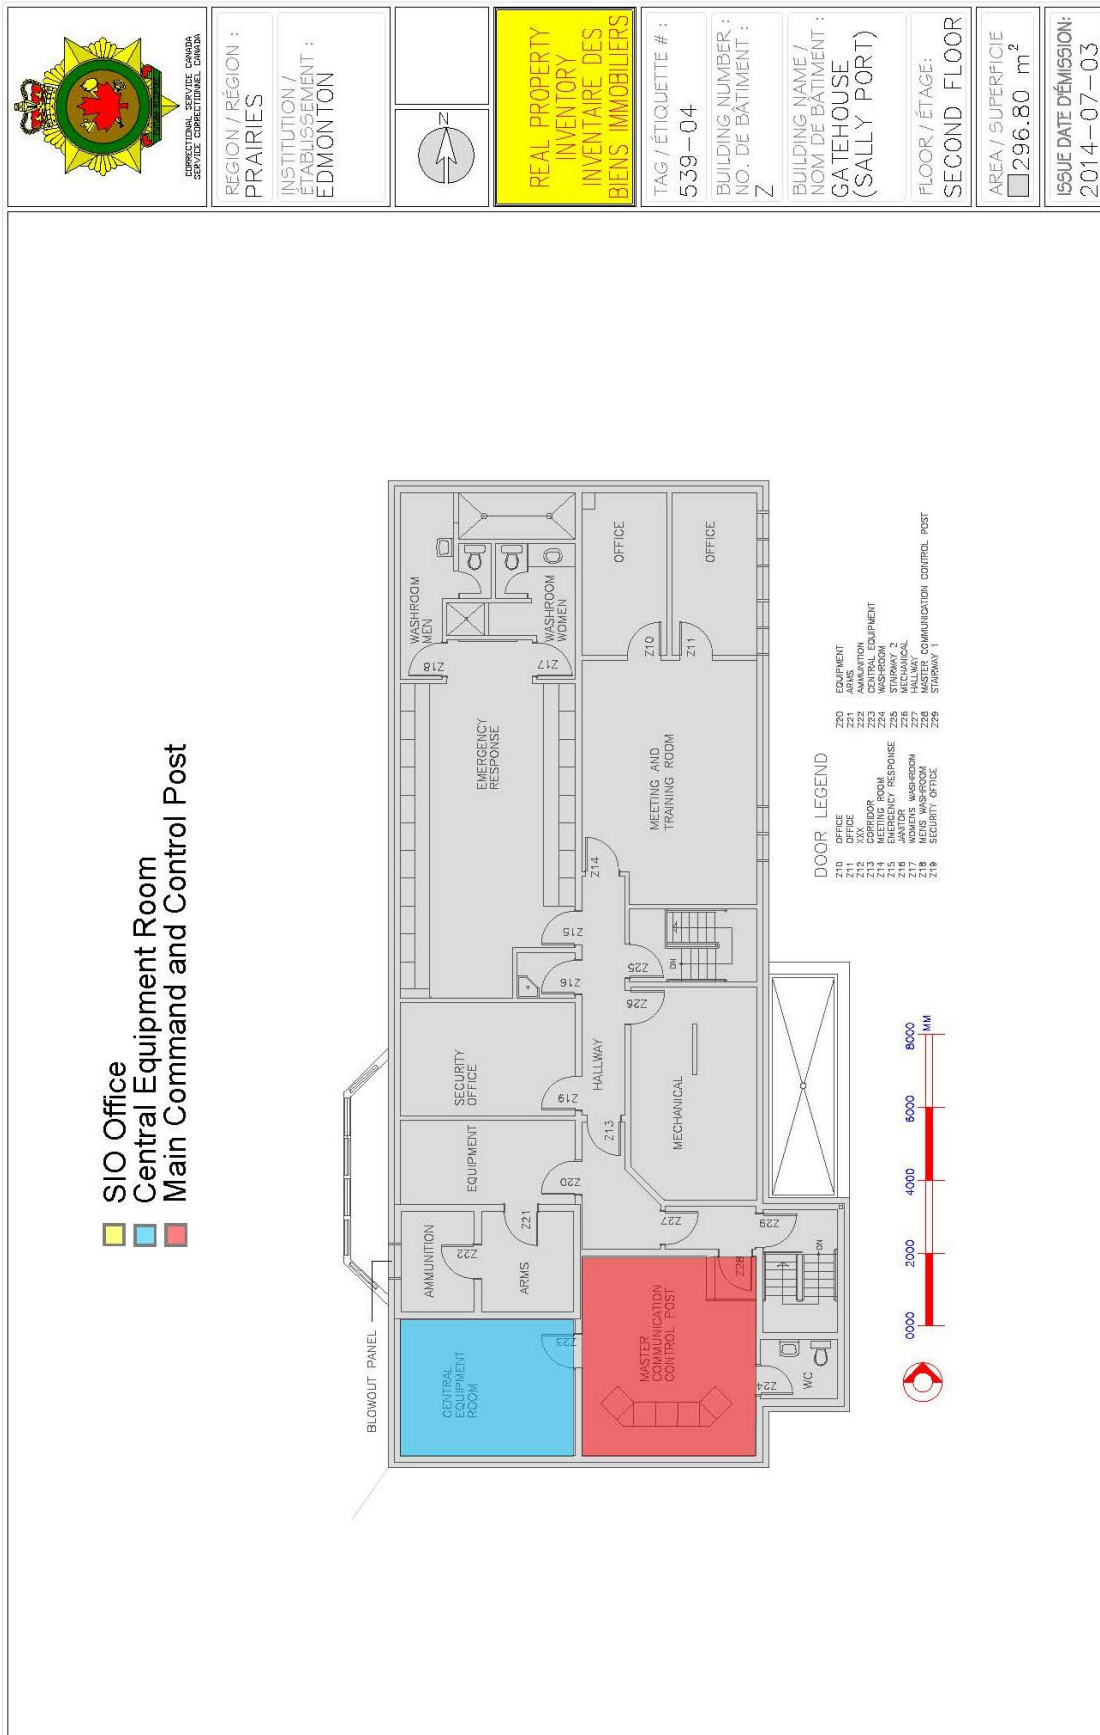 CORRECTIONAL SERVICE CANADA
SERVICE CORRECTIONNEL CANADA
REGION / RÉGION :
PRAIRIES
INSTITUTION /
ÉTABLISSEMENT :
EDMONTON
N
REAL PROPERTY
INVENTORY
INVENTAIRE DES
BIENS IMMOBILIERS
TAG / ÉTIQUETTE # :
539-04
BUILDING NUMBER :
NO. DE BÂTIMENT :
Z
BUILDING NAME /
NOM DE BÂTIMENT :
GATEHOUSE
(SALLY PORT)
FLOOR / ÉTAGE:
SECOND FLOOR
AREA / SUPERFICIE
296.80 m²
ISSUE DATE D'ÉMISSION:
2014-07-03
SIO Office
Central Equipment Room
Main Command and Control Post
BLOWOUT PANEL
CENTRAL
EQUIPMENT
ROOM
Z23
AMMUNITION
Z22
ARMS
Z21
EQUIPMENT
Z20
SECURITY
OFFICE
Z19
Z16
Z15
EMERGENCY
RESPONSE
WASHROOM
MEN
Z18
Z17
WASHROOM
WOMEN
HALLWAY
Z13
Z14
MASTER
COMMUNICATION
CONTROL POST
Z28
Z27
Z29
DN
Z24
WC
MECHANICAL
Z26
Z25
DN
MEETING AND
TRAINING ROOM
Z10
OFFICE
Z11
OFFICE
DOOR LEGEND
Z10 OFFICE
Z11 OFFICE
Z12 XXX
Z13 CORRIDOR
Z14 MEETING ROOM
Z15 EMERGENCY RESPONSE
Z16 JANITOR
Z17 WOMENS WASHROOM
Z18 MENS WASHROOM
Z19 SECURITY OFFICE
Z20 EQUIPMENT
Z21 ARMS
Z22 AMMUNITION
Z23 CENTRAL EQUIPMENT
Z24 WASHROOM
Z25 STAIRWAY 2
Z26 MECHANICAL
Z27 HALLWAY
Z28 MASTER COMMUNICATION CONTROL POST
Z29 STAIRWAY 1
0000 2000 4000 6000 8000
MM